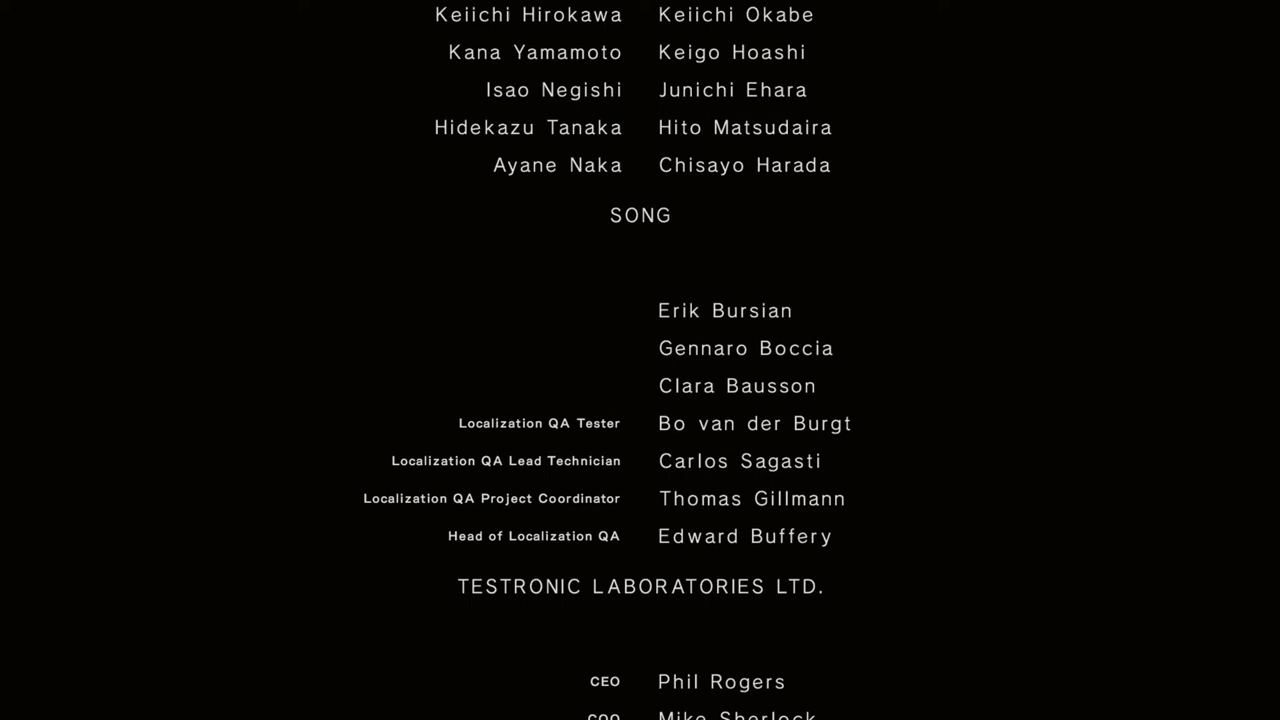 Keiichi Hirokawa Keiichi Okabe
Kana Yamamoto Keigo Hoashi
Isao Negishi Junichi Ehara
Hidekazu Tanaka Hito Matsudaira
Ayane Naka Chisayo Harada
SONG
Erik Bursian
Gennaro Boccia
Clara Bausson
Localization QA Tester Bo van der Burgt
Localization QA Lead Technician Carlos Sagasti
Localization QA Project Coordinator Thomas Gillmann
Head of Localization QA Edward Buffery
TESTRONIC LABORATORIES LTD.
CEO Phil Rogers
COO Mike Sherlock